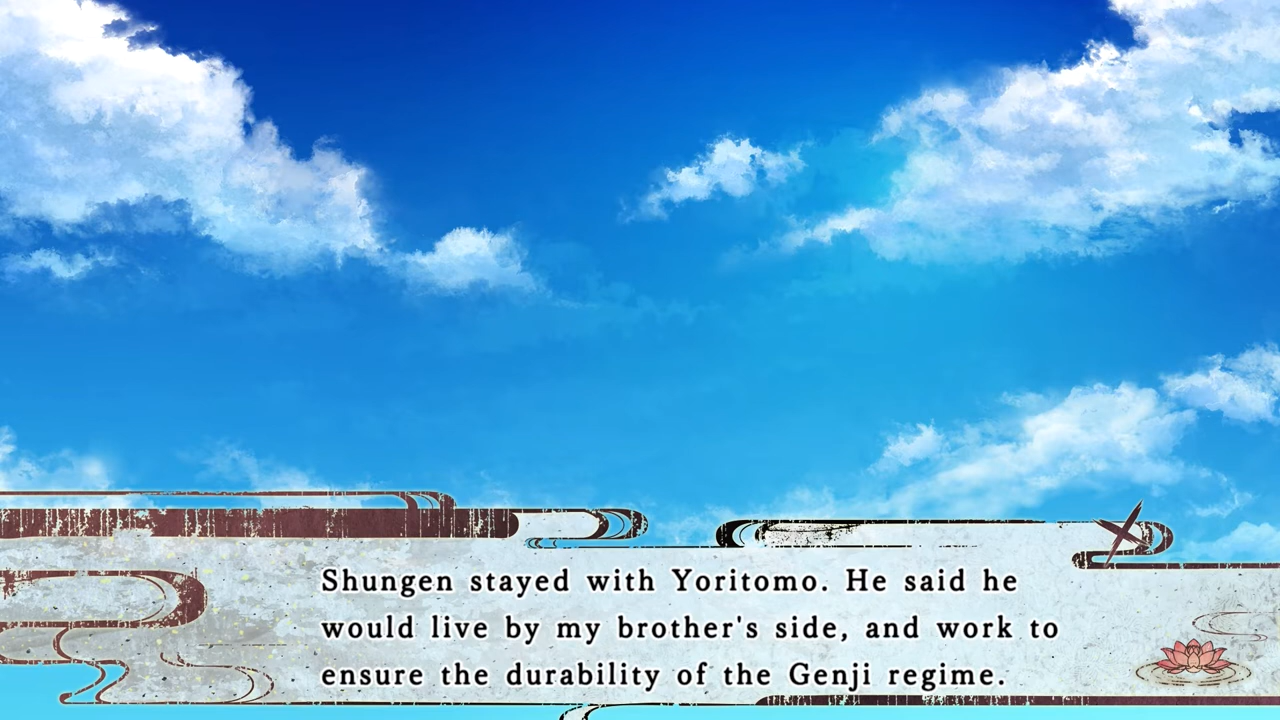 Shungen stayed with Yoritomo. He said he
would live by my brother's side, and work to
ensure the durability of the Genji regime.